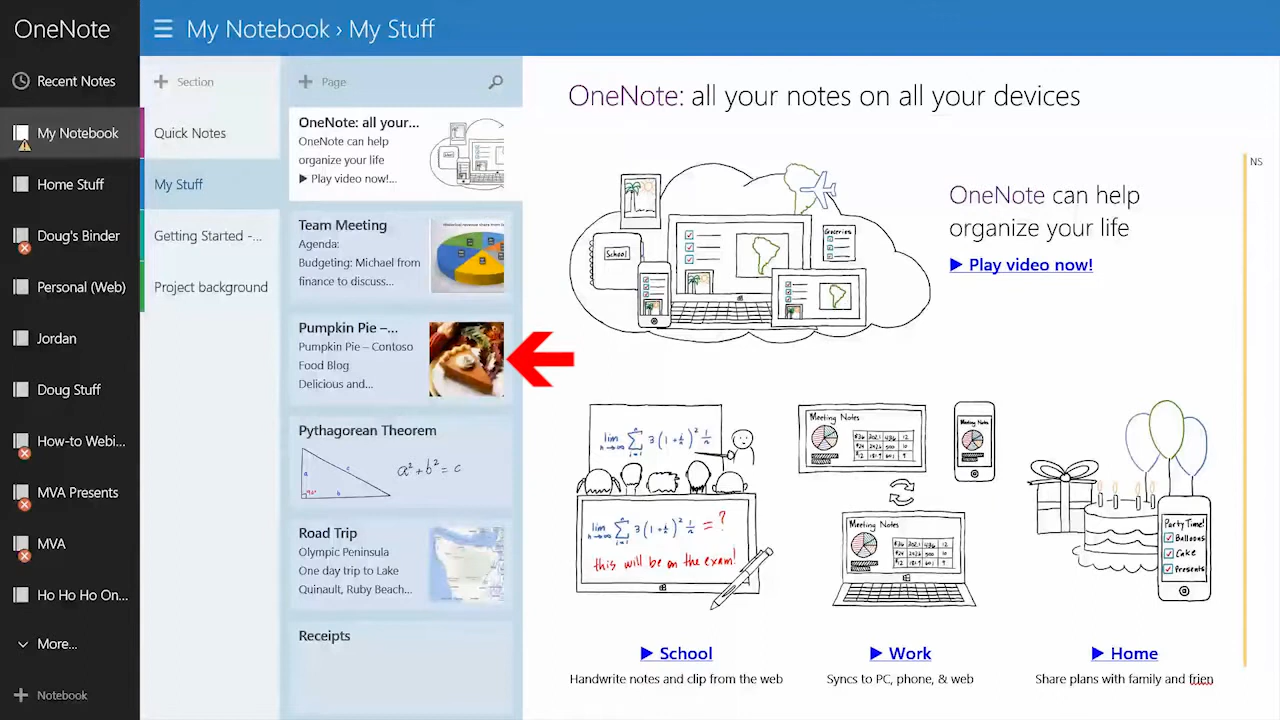 OneNote
My Notebook › My Stuff
Recent Notes
My Notebook
Home Stuff
Doug's Binder
Personal (Web)
Jordan
Doug Stuff
How-to Webi...
MVA Presents
MVA
Ho Ho Ho On...
More...
Notebook
Section
Quick Notes
My Stuff
Getting Started -...
Project background
Page
OneNote: all your...
OneNote can help
organize your life
▶ Play video now!...
Team Meeting
Agenda:
Budgeting: Michael from
finance to discuss...
Pumpkin Pie –...
Pumpkin Pie – Contoso
Food Blog
Delicious and...
Pythagorean Theorem
a² + b² = c
Road Trip
Olympic Peninsula
One day trip to Lake
Quinault, Ruby Beach...
Receipts
OneNote: all your notes on all your devices
NS
School
Groceries
OneNote can help
organize your life
▶ Play video now!
Meeting Notes
Meeting Notes
this will be on the exam!
Meeting Notes
Party Time!
Balloons
Cake
Presents
▶ School
Handwrite notes and clip from the web
▶ Work
Syncs to PC, phone, & web
▶ Home
Share plans with family and frien